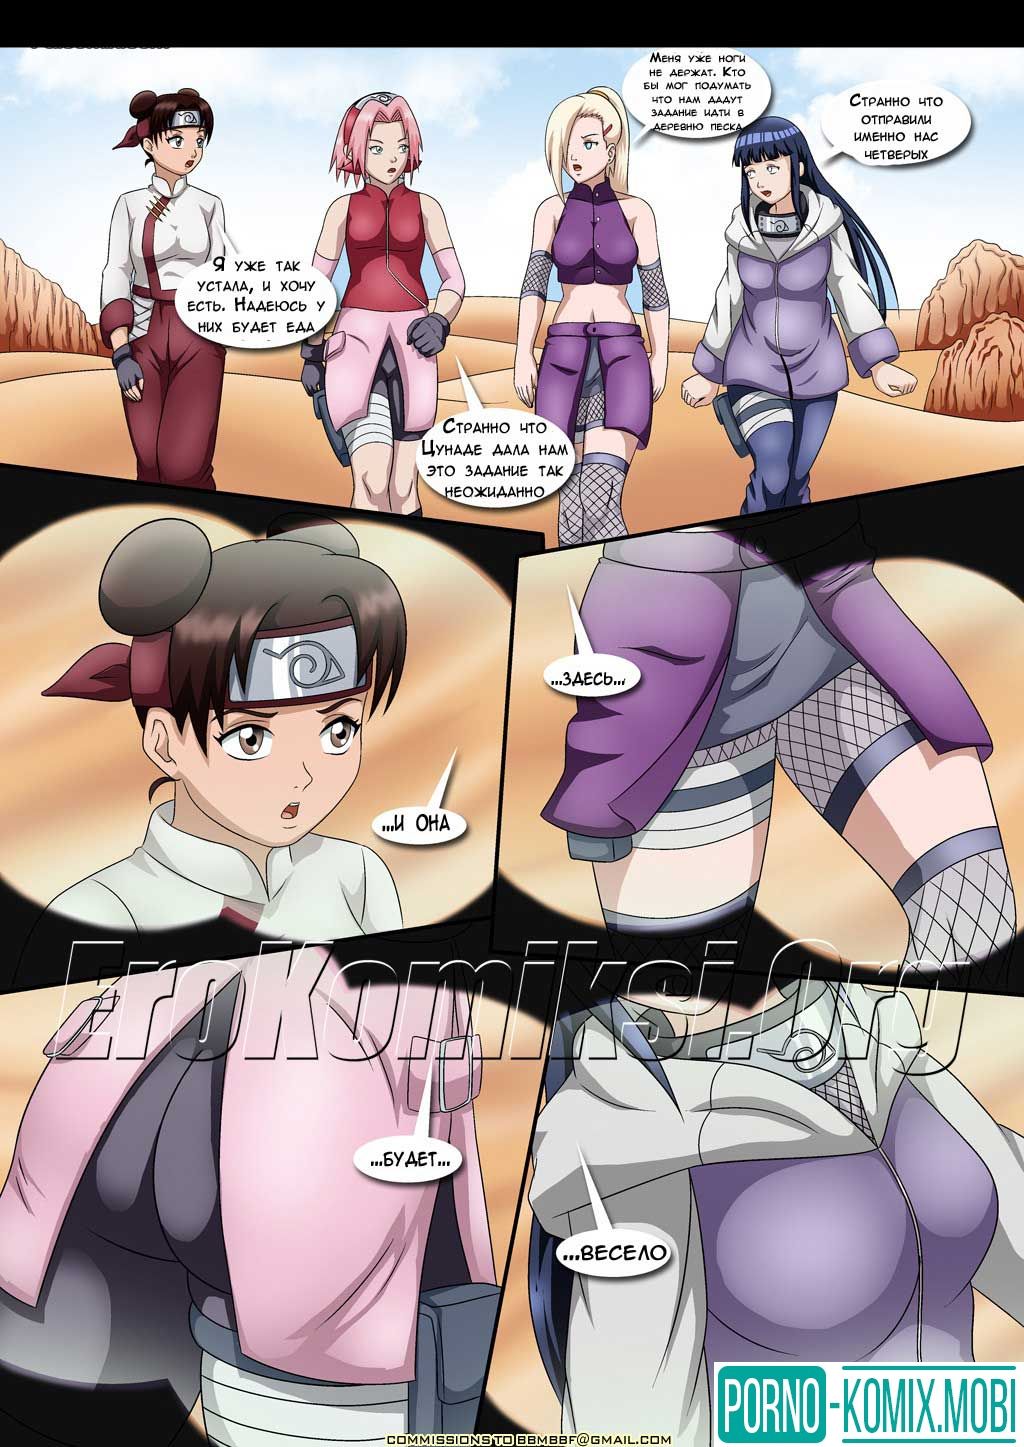 Меня уже ноги
не держат. Кто
бы мог подумать
что нам дадут
задание идти в
деревню песка
Странно что
отправили
именно нас
четверых
Я уже так
устала, и хочу
есть. Надеюсь у
них будет еда
Странно что
Цунаде дала нам
это задание так
неожиданно
...и она
...здесь...
...будет...
...весело
EroKomiksi.Org
PORNO-KOMIX.MOBI
COMMISSIONS TO BBMBBF@GMAIL.COM